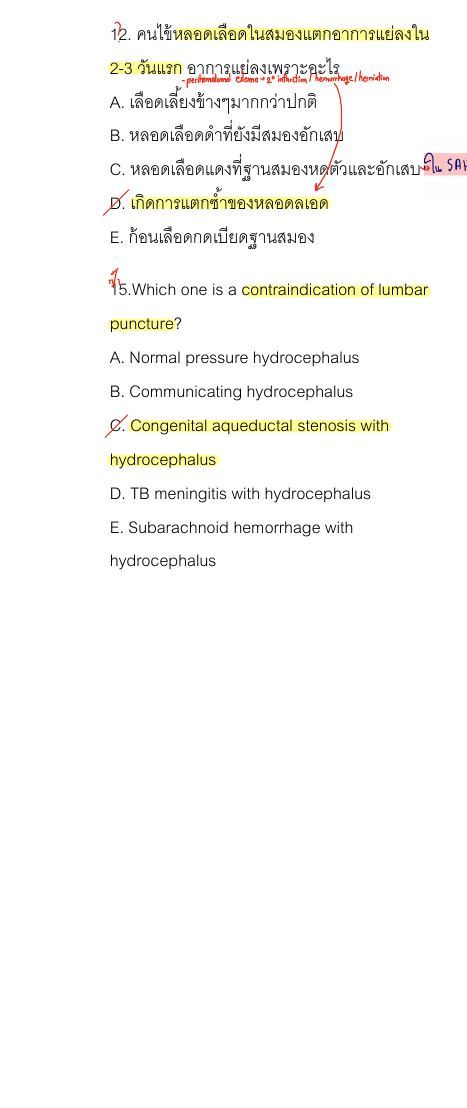 12. คนไข้หลอดเลือดในสมองแตกอาการแย่ลงใน
2-3 วันแรก อาการแย่ลงเพราะอะไร
- perihematomal edema → 2° infarction / hemorrhage / herniation
A. เลือดเลี้ยงข้างๆมากกว่าปกติ
B. หลอดเลือดดำที่ยังมีสมองอักเสบ
C. หลอดเลือดแดงที่ฐานสมองหดตัวและอักเสบ ใน SAH
D. เกิดการแตกซ้ำของหลอดลเอด
E. ก้อนเลือดกดเบียดฐานสมอง
15.Which one is a contraindication of lumbar
puncture?
A. Normal pressure hydrocephalus
B. Communicating hydrocephalus
C. Congenital aqueductal stenosis with
hydrocephalus
D. TB meningitis with hydrocephalus
E. Subarachnoid hemorrhage with
hydrocephalus